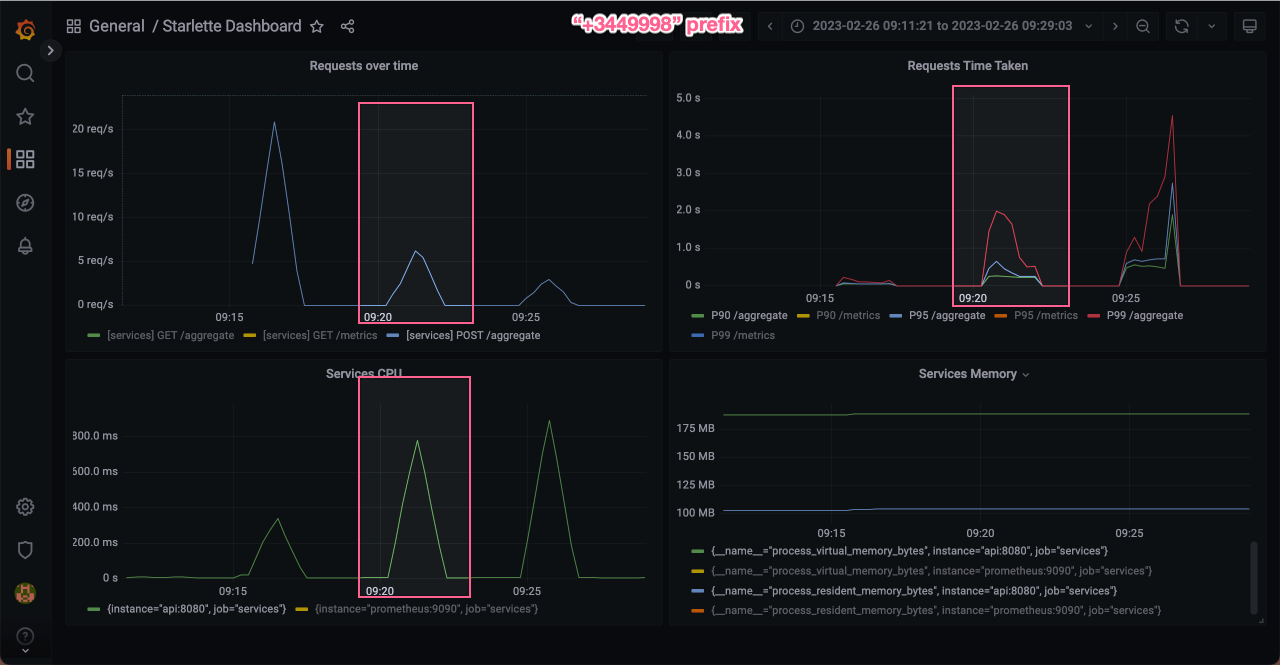 General / Starlette Dashboard
“+3449998” prefix
2023-02-26 09:11:21 to 2023-02-26 09:29:03
Requests over time
20 req/s
15 req/s
10 req/s
5 req/s
0 req/s
09:15
09:20
09:25
[services] GET /aggregate
[services] GET /metrics
[services] POST /aggregate
Requests Time Taken
5.0 s
4.0 s
3.0 s
2.0 s
1.0 s
0 s
09:15
09:20
09:25
P90 /aggregate
P90 /metrics
P95 /aggregate
P95 /metrics
P99 /aggregate
P99 /metrics
Services CPU
800.0 ms
600.0 ms
400.0 ms
200.0 ms
0 s
09:15
09:20
09:25
{instance="api:8080", job="services"}
{instance="prometheus:9090", job="services"}
Services Memory
175 MB
150 MB
125 MB
100 MB
09:15
09:20
09:25
{__name__="process_virtual_memory_bytes", instance="api:8080", job="services"}
{__name__="process_virtual_memory_bytes", instance="prometheus:9090", job="services"}
{__name__="process_resident_memory_bytes", instance="api:8080", job="services"}
{__name__="process_resident_memory_bytes", instance="prometheus:9090", job="services"}